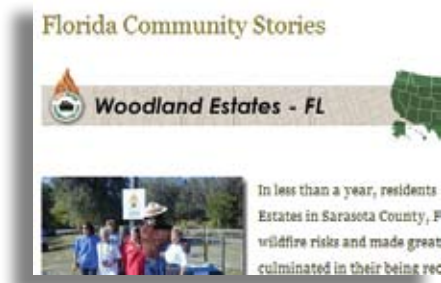 Florida Community Stories
Woodland Estates - FL
In less than a year, residents
Estates in Sarasota County, F
wildfire risks and made great
culminated in their being rec